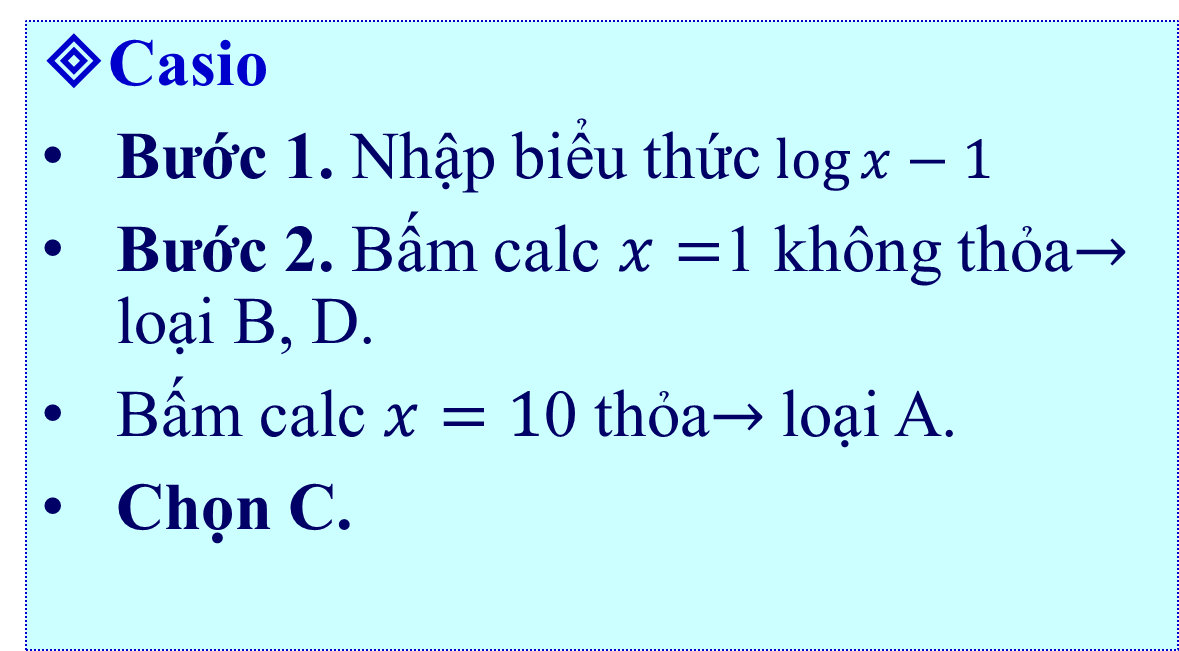 Casio
• Bước 1. Nhập biểu thức log x − 1
• Bước 2. Bấm calc x =1 không thỏa→
loại B, D.
• Bấm calc x = 10 thỏa→ loại A.
• Chọn C.